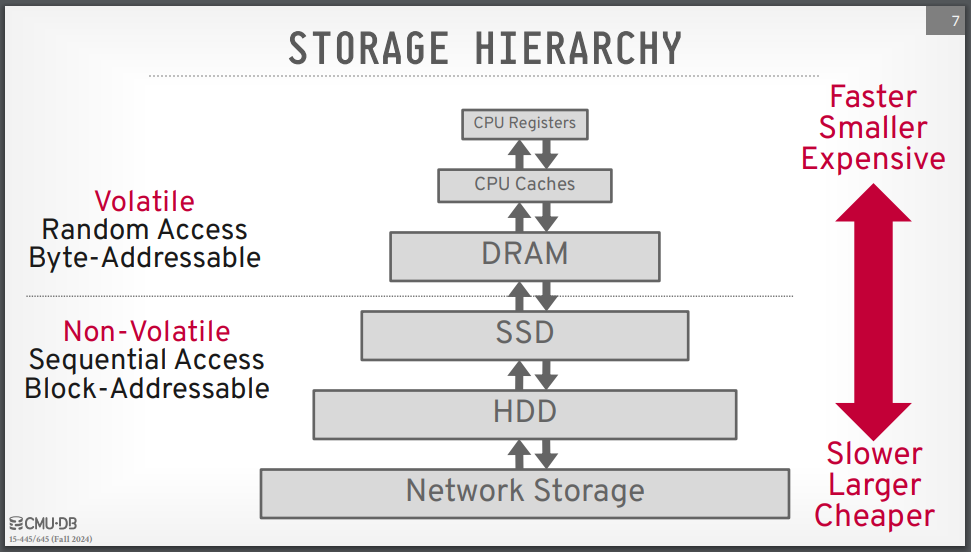 7
STORAGE HIERARCHY
Faster
Smaller
Expensive
CPU Registers
CPU Caches
Volatile
Random Access
Byte-Addressable
DRAM
Non-Volatile
Sequential Access
Block-Addressable
SSD
HDD
Network Storage
Slower
Larger
Cheaper
CMU·DB
15-445/645 (Fall 2024)